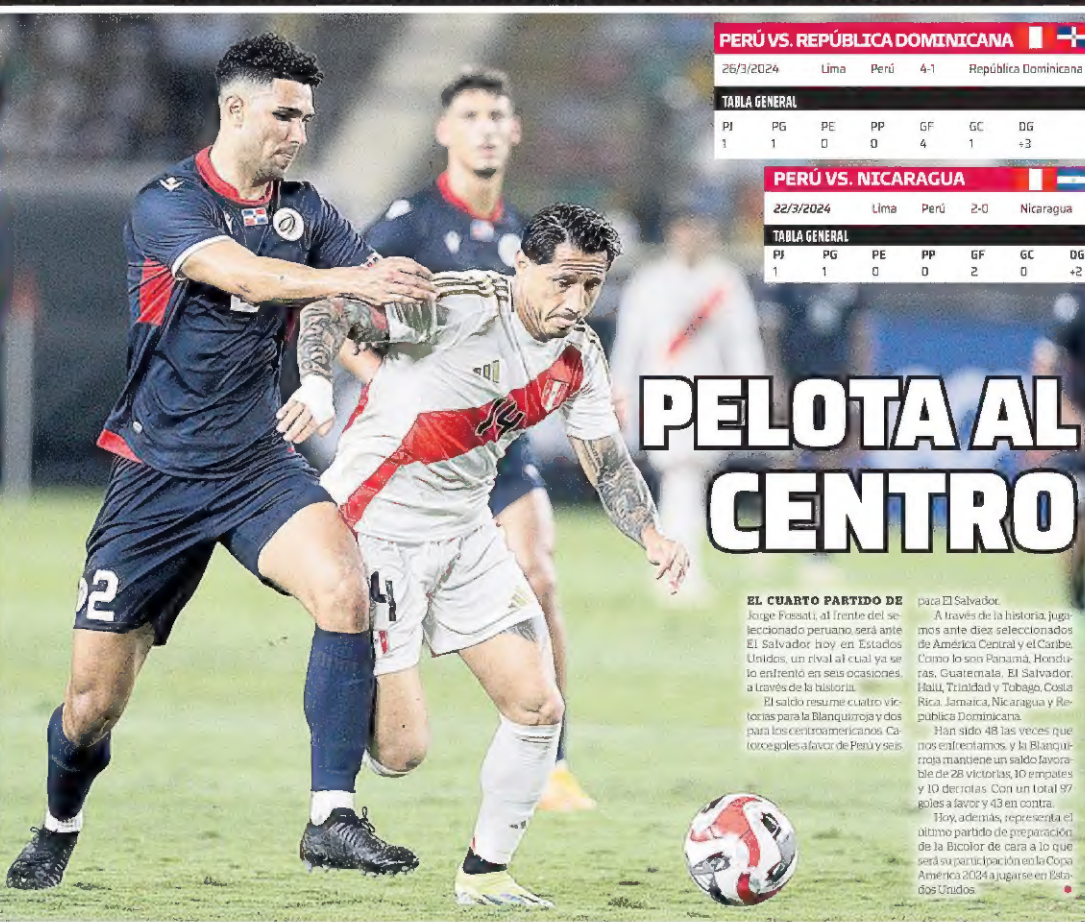 PERÚ VS. REPÚBLICA DOMINICANA
26/3/2024 Lima Perú 4-1 República Dominicana
TABLA GENERAL
PJ PG PE PP GF GC DG
1 1 0 0 4 1 +3
PERÚ VS. NICARAGUA
22/3/2024 Lima Perú 2-0 Nicaragua
TABLA GENERAL
PJ PG PE PP GF GC DG
1 1 0 0 2 0 +2
14
4
22
PELOTA AL
CENTRO
EL CUARTO PARTIDO DE
Jorge Fossati, al frente del se-
leccionado peruano, será ante
El Salvador hoy en Estados
Unidos, un rival al cual ya se
lo enfrentó en seis ocasiones,
a través de la historia.
El saldo resume cuatro vic-
torias para la Blanquirroja y dos
para los centroamericanos. Ca-
torce goles a favor de Perú y seis
para El Salvador.
A través de la historia, juga-
mos ante diez seleccionados
de América Central y el Caribe.
Como lo son Panamá, Hondu-
ras, Guatemala, El Salvador,
Haití, Trinidad y Tobago, Costa
Rica, Jamaica, Nicaragua y Re-
pública Dominicana.
Han sido 48 las veces que
nos enfrentamos, y la Blanqui-
rroja mantiene un saldo favora-
ble de 28 victorias, 10 empates
y 10 derrotas. Con un total 97
goles a favor y 43 en contra.
Hoy, además, representa el
último partido de preparación
de la Bicolor de cara a lo que
será su participación en la Copa
América 2024 a jugarse en Esta-
dos Unidos.